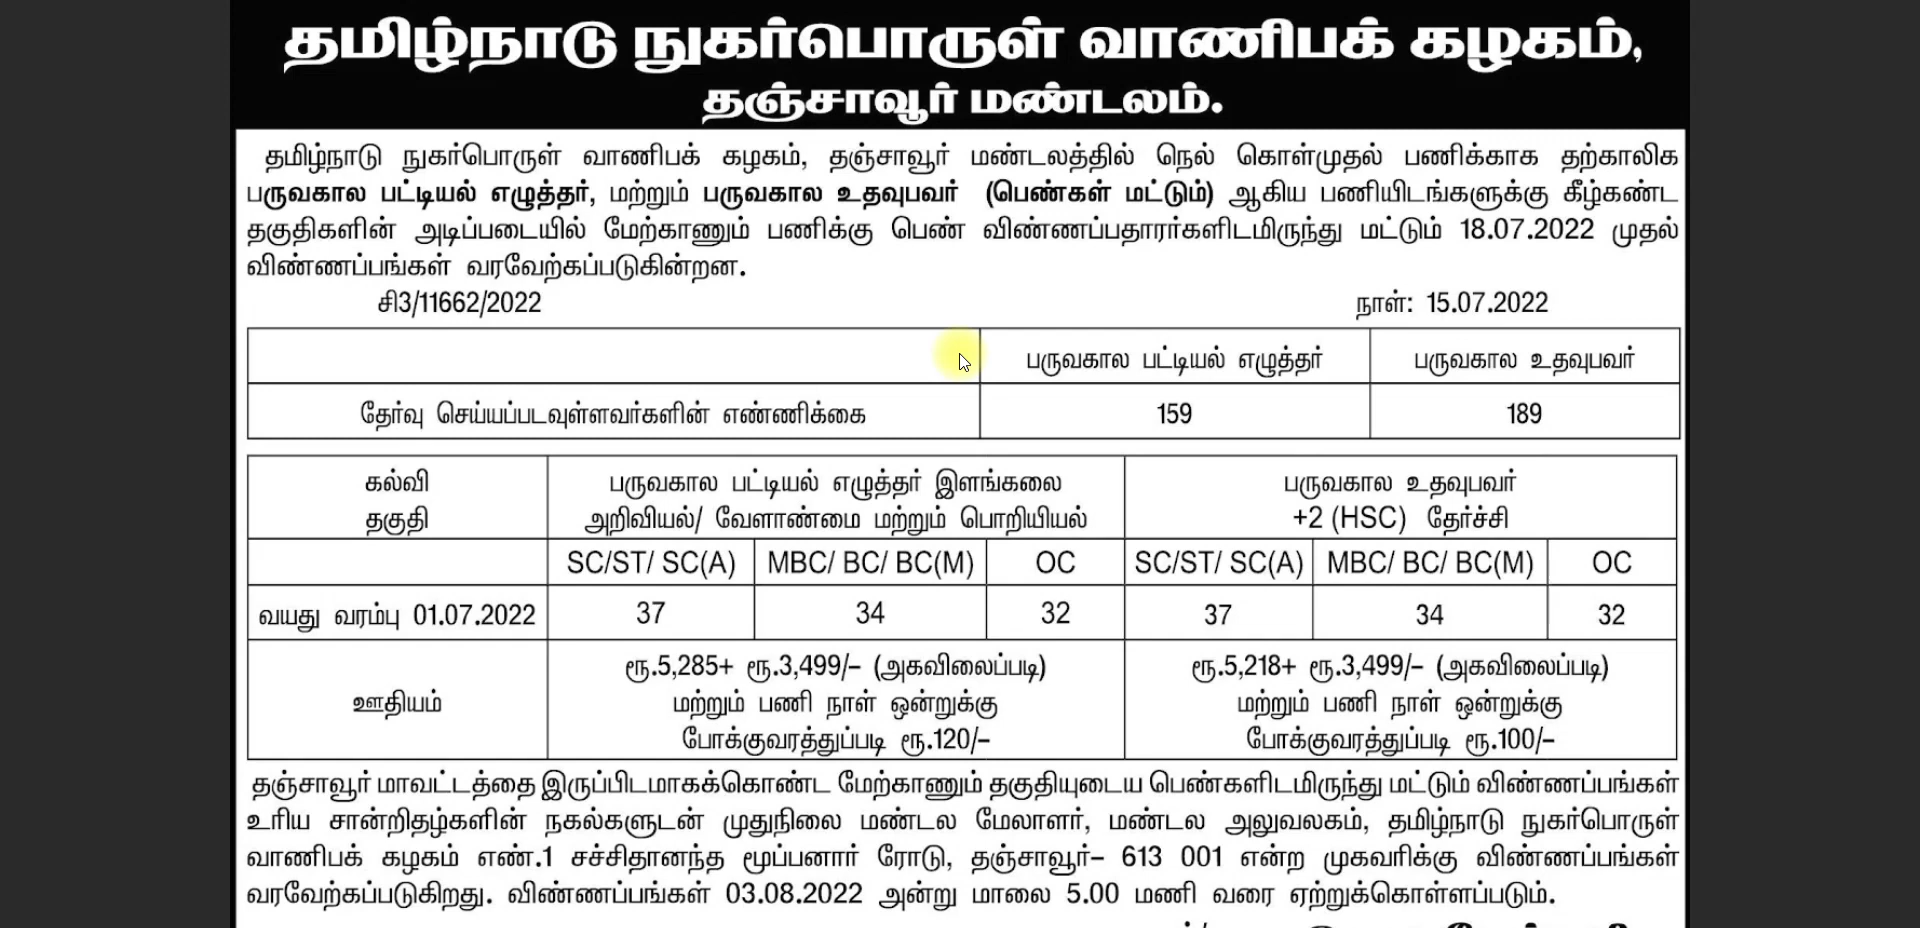 தமிழ்நாடு நுகர்பொருள் வாணிபக் கழகம்,
தஞ்சாவூர் மண்டலம்.
தமிழ்நாடு நுகர்பொருள் வாணிபக் கழகம், தஞ்சாவூர் மண்டலத்தில் நெல் கொள்முதல் பணிக்காக தற்காலிக
பருவகால பட்டியல் எழுத்தர், மற்றும் பருவகால உதவுபவர் (பெண்கள் மட்டும்) ஆகிய பணியிடங்களுக்கு கீழ்கண்ட
தகுதிகளின் அடிப்படையில் மேற்காணும் பணிக்கு பெண் விண்ணப்பதாரர்களிடமிருந்து மட்டும் 18.07.2022 முதல்
விண்ணப்பங்கள் வரவேற்கப்படுகின்றன.
சி3/11662/2022 நாள்: 15.07.2022
பருவகால பட்டியல் எழுத்தர் பருவகால உதவுபவர்
தேர்வு செய்யப்படவுள்ளவர்களின் எண்ணிக்கை 159 189
கல்வி பருவகால பட்டியல் எழுத்தர் இளங்கலை பருவகால உதவுபவர்
தகுதி அறிவியல்/ வேளாண்மை மற்றும் பொறியியல் +2 (HSC) தேர்ச்சி
SC/ST/ SC(A) MBC/ BC/ BC(M) OC SC/ST/ SC(A) MBC/ BC/ BC(M) OC
வயது வரம்பு 01.07.2022 37 34 32 37 34 32
ரூ.5,285+ ரூ.3,499/– (அகவிலைப்படி) ரூ.5,218+ ரூ.3,499/– (அகவிலைப்படி)
ஊதியம் மற்றும் பணி நாள் ஒன்றுக்கு மற்றும் பணி நாள் ஒன்றுக்கு
போக்குவரத்துப்படி ரூ.120/– போக்குவரத்துப்படி ரூ.100/–
தஞ்சாவூர் மாவட்டத்தை இருப்பிடமாகக்கொண்ட மேற்காணும் தகுதியுடைய பெண்களிடமிருந்து மட்டும் விண்ணப்பங்கள்
உரிய சான்றிதழ்களின் நகல்களுடன் முதுநிலை மண்டல மேலாளர், மண்டல அலுவலகம், தமிழ்நாடு நுகர்பொருள்
வாணிபக் கழகம் எண்.1 சச்சிதானந்த மூப்பனார் ரோடு, தஞ்சாவூர்– 613 001 என்ற முகவரிக்கு விண்ணப்பங்கள்
வரவேற்கப்படுகிறது. விண்ணப்பங்கள் 03.08.2022 அன்று மாலை 5.00 மணி வரை ஏற்றுக்கொள்ளப்படும்.